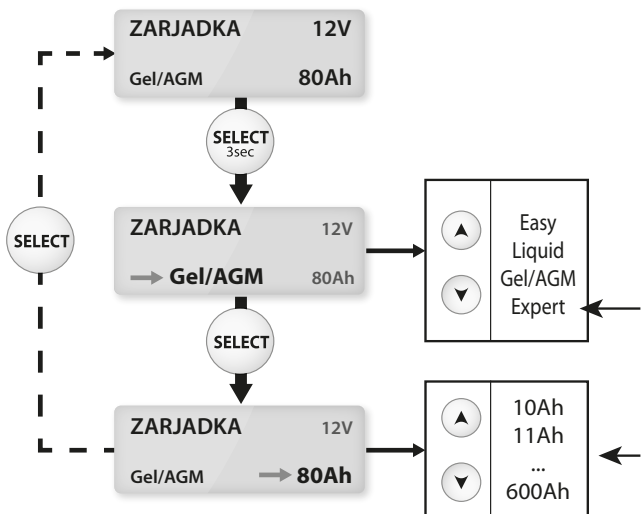 ZARJADKA 12V
Gel/AGM 80Ah
SELECT
3sec
SELECT
ZARJADKA 12V
Gel/AGM 80Ah
Easy
Liquid
Gel/AGM
Expert
SELECT
ZARJADKA 12V
Gel/AGM 80Ah
10Ah
11Ah
...
600Ah